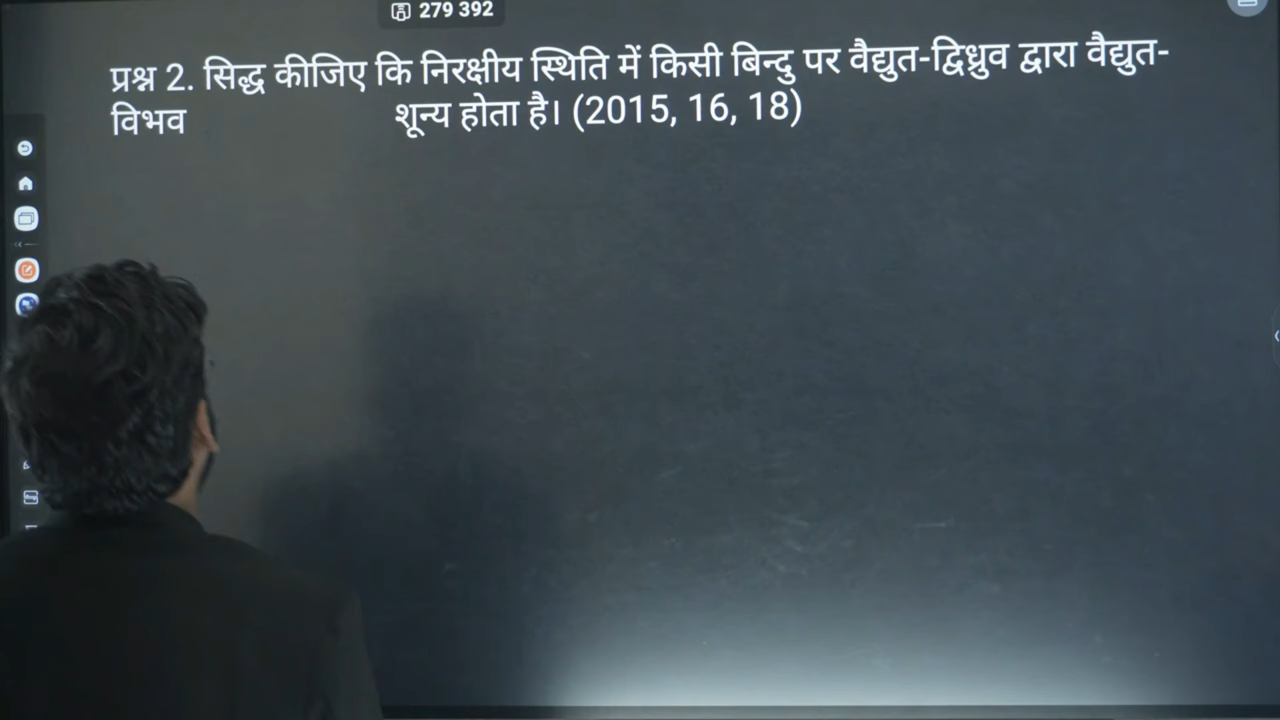 279 392
प्रश्न 2. सिद्ध कीजिए कि निरक्षीय स्थिति में किसी बिन्दु पर वैद्युत-द्विध्रुव द्वारा वैद्युत-
विभव शून्य होता है। (2015, 16, 18)